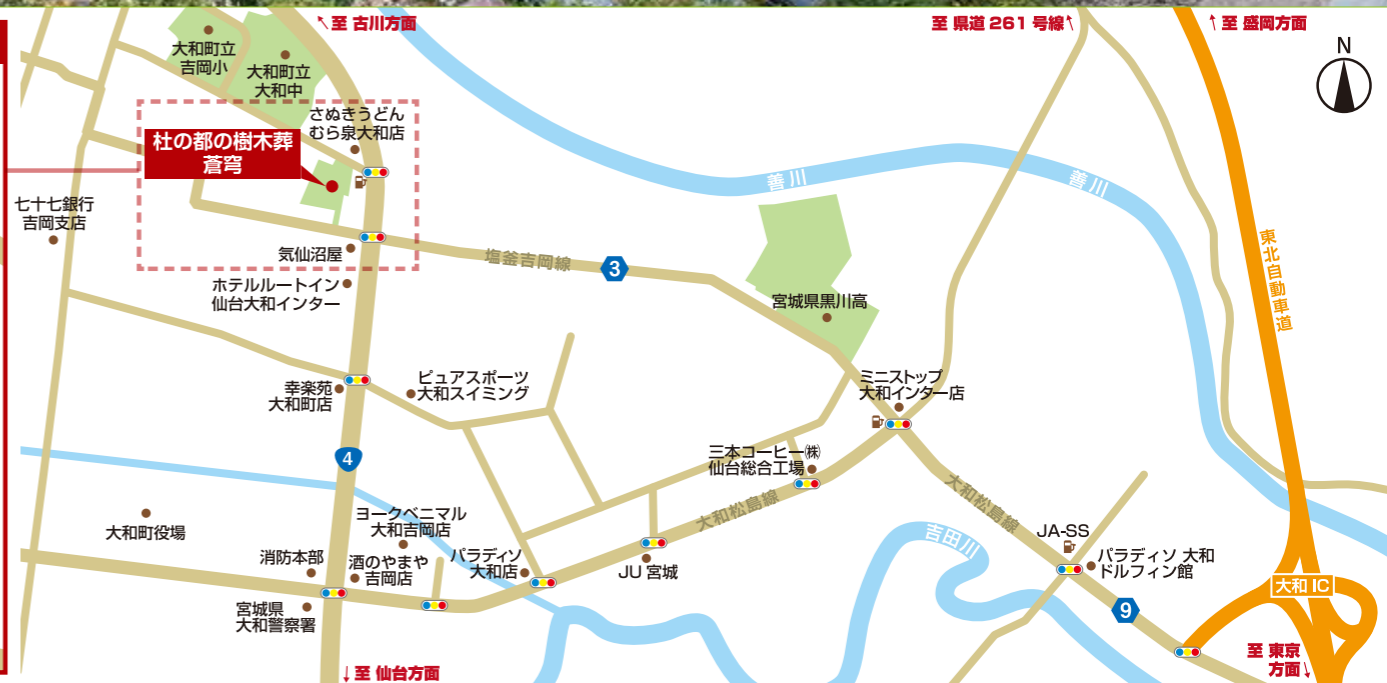 ↖至 古川方面
至 県道 261 号線↑
↑至 盛岡方面
N
大和町立
吉岡小
大和町立
大和中
さぬきうどん
むら泉大和店
杜の都の樹木葬
蒼穹
善川
善川
七十七銀行
吉岡支店
気仙沼屋
塩釜吉岡線
3
東北自動車道
ホテルルートイン
仙台大和インター
宮城県黒川高
幸楽苑
大和町店
ピュアスポーツ
大和スイミング
ミニストップ
大和インター店
4
三本コーヒー㈱
仙台総合工場
大和松島線
大和松島線
大和町役場
ヨークベニマル
大和吉岡店
吉田川
JA-SS
消防本部
酒のやまや
吉岡店
パラディソ
大和店
JU 宮城
パラディソ 大和
ドルフィン館
大和 IC
宮城県
大和警察署
9
至 東京
方面↓
↓至 仙台方面